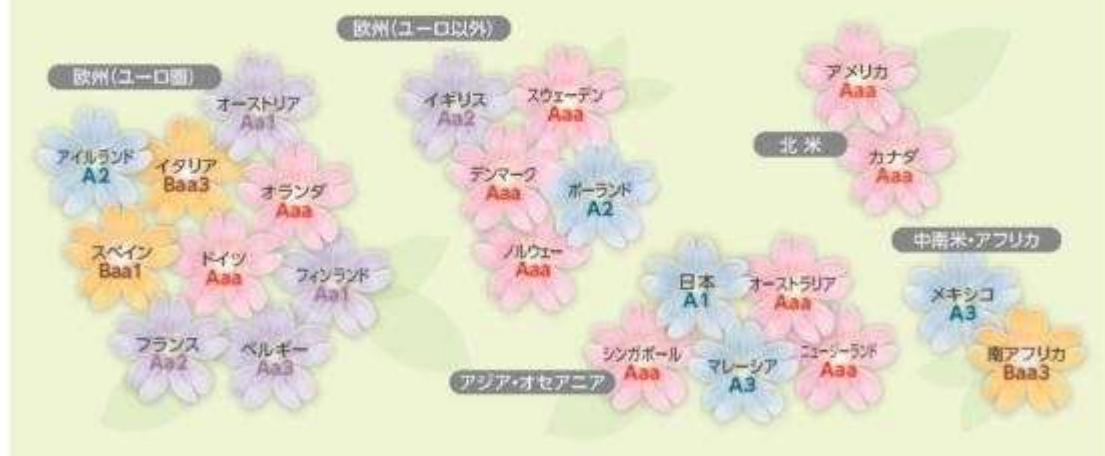 欧州(ユーロ圏)
オーストリア
Aa1
アイルランド
A2
イタリア
Baa3
オランダ
Aaa
スペイン
Baa1
ドイツ
Aaa
フィンランド
Aa1
フランス
Aa2
ベルギー
Aa3
欧州(ユーロ以外)
イギリス
Aa2
スウェーデン
Aaa
デンマーク
Aaa
ポーランド
A2
ノルウェー
Aaa
北米
アメリカ
Aaa
カナダ
Aaa
アジア・オセアニア
日本
A1
オーストラリア
Aaa
シンガポール
Aaa
マレーシア
A3
ニュージーランド
Aaa
中南米・アフリカ
メキシコ
A3
南アフリカ
Baa3